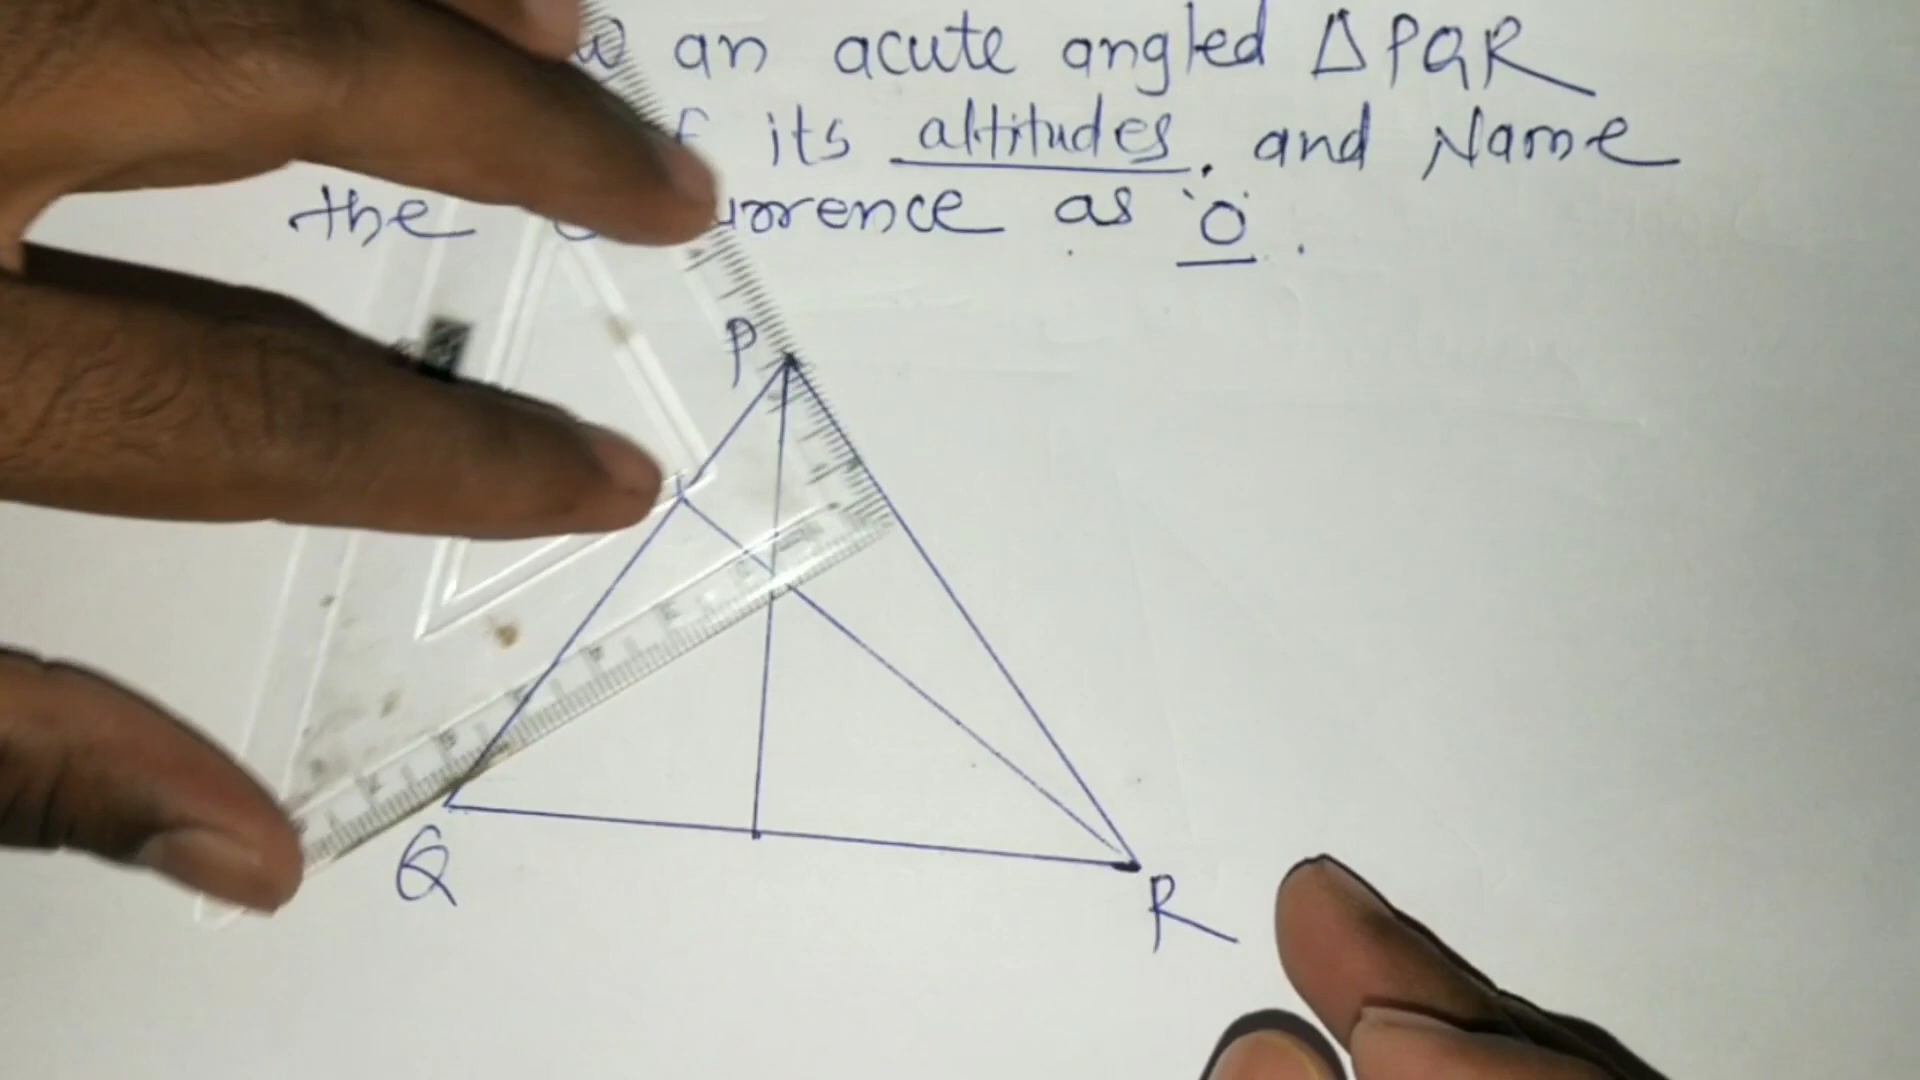 an acute angled ΔPQR
its altitudes. and Name
the as 'O'.
P
Q
R